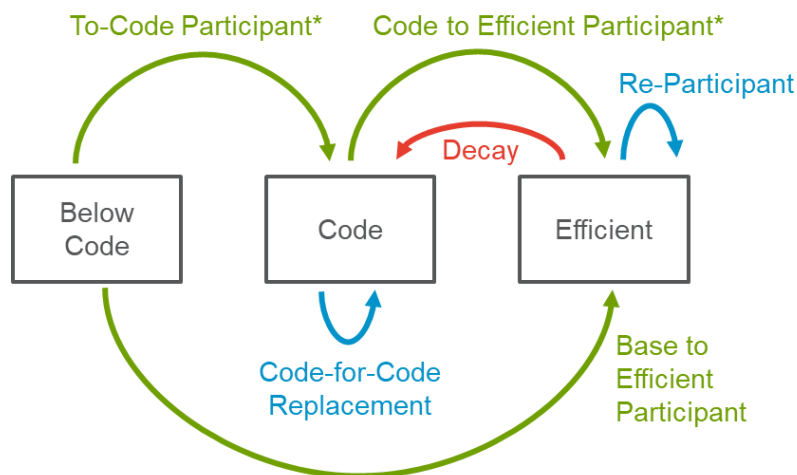 To-Code Participant*
Code to Efficient Participant*
Re-Participant
Decay
Below
Code
Code
Efficient
Code-for-Code
Replacement
Base to
Efficient
Participant